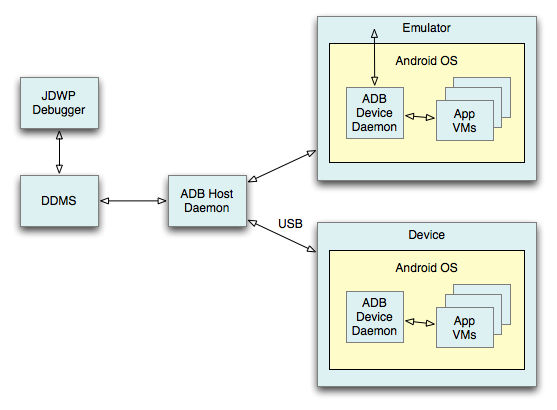 Emulator
Android OS
ADB
Device
Daemon
App
VMs
JDWP
Debugger
DDMS
ADB Host
Daemon
USB
Device
Android OS
ADB
Device
Daemon
App
VMs